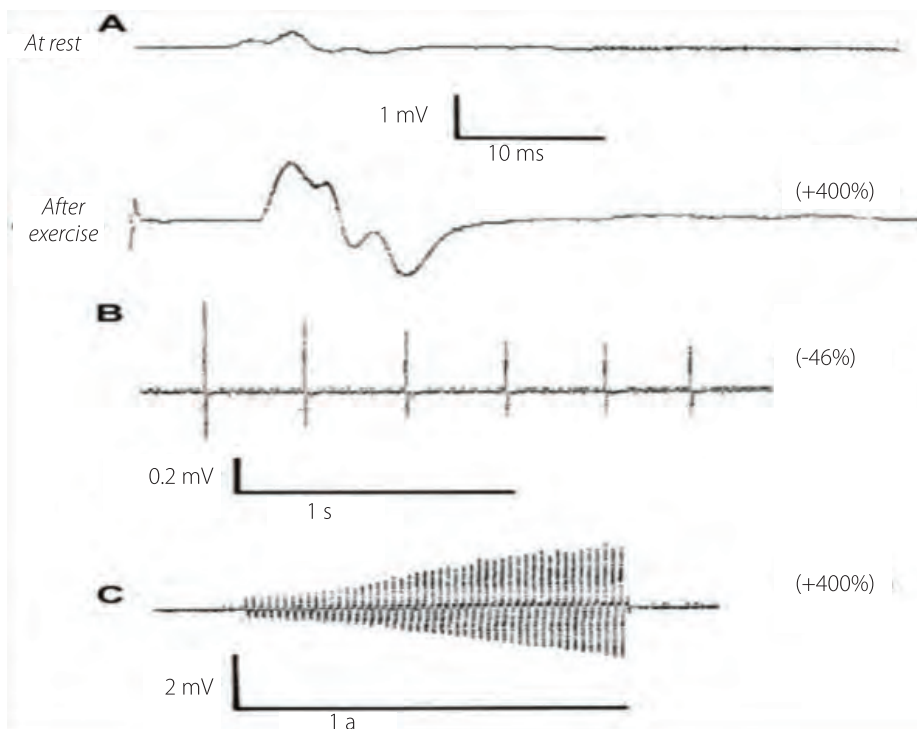 At rest
A
1 mV
10 ms
After
exercise
(+400%)
B
(-46%)
0.2 mV
1 s
C
(+400%)
2 mV
1 a